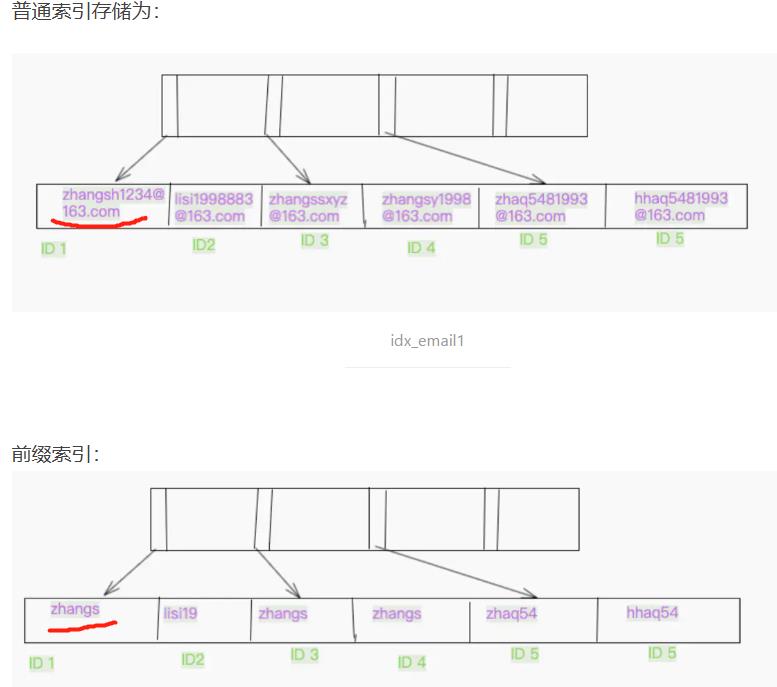 普通索引存储为：
zhangsh1234@
163.com
lisi1998883
@163.com
zhangssxyz
@163.com
zhangsy1998
@163.com
zhaq5481993
@163.com
hhaq5481993
@163.com
ID 1
ID2
ID 3
ID 4
ID 5
ID 5
idx_email1
前缀索引：
zhangs
lisi19
zhangs
zhangs
zhaq54
hhaq54
ID 1
ID2
ID 3
ID 4
ID 5
ID 5